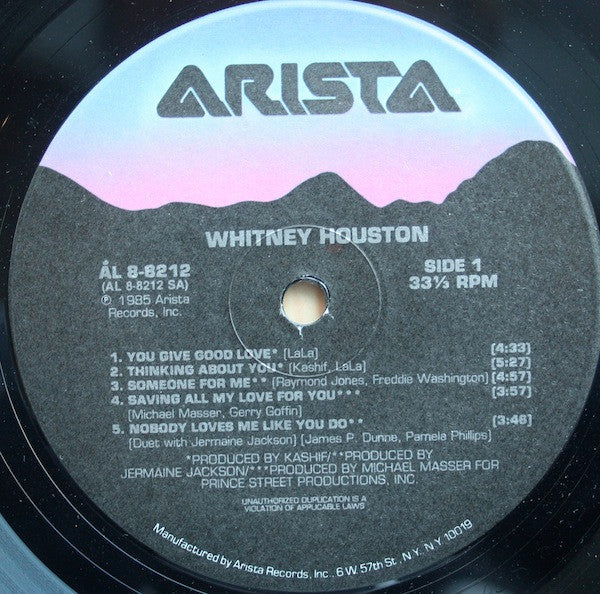 ARISTA
WHITNEY HOUSTON
ÅL 8-8212
(AL 8-8212 SA)
℗ 1985 Arista
Records, Inc.
SIDE 1
33⅓ RPM
1. YOU GIVE GOOD LOVE* [LaLa] [4:33]
2. THINKING ABOUT YOU* [Kashif, LaLa] [5:27]
3. SOMEONE FOR ME** [Raymond Jones, Freddie Washington] [4:57]
4. SAVING ALL MY LOVE FOR YOU*** [3:57]
[Michael Masser, Gerry Goffin]
5. NOBODY LOVES ME LIKE YOU DO** [3:46]
[Duet with Jermaine Jackson] [James P. Dunne, Pamela Phillips]
*PRODUCED BY KASHIF/**PRODUCED BY
JERMAINE JACKSON/***PRODUCED BY MICHAEL MASSER FOR
PRINCE STREET PRODUCTIONS, INC.
UNAUTHORIZED DUPLICATION IS A
VIOLATION OF APPLICABLE LAWS
Manufactured by Arista Records, Inc., 6 W. 57th St., N.Y. N.Y. 10019